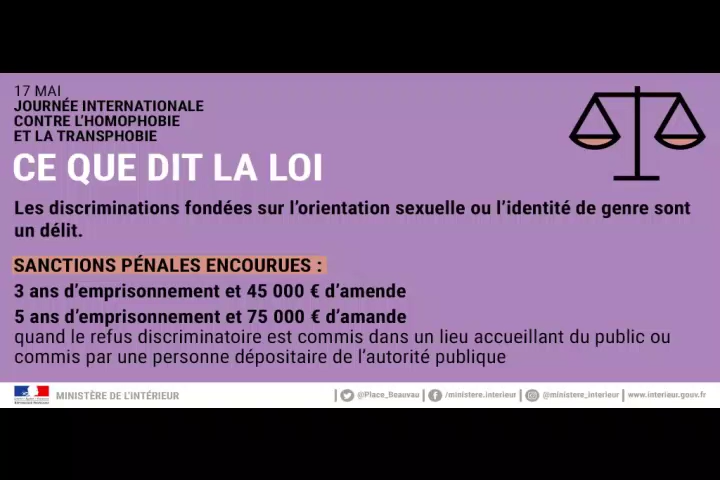 17 MAI
JOURNÉE INTERNATIONALE
CONTRE L'HOMOPHOBIE
ET LA TRANSPHOBIE
CE QUE DIT LA LOI
Les discriminations fondées sur l'orientation sexuelle ou l'identité de genre sont
un délit.
SANCTIONS PÉNALES ENCOURUES :
3 ans d'emprisonnement et 45 000 € d'amende
5 ans d'emprisonnement et 75 000 € d'amande
quand le refus discriminatoire est commis dans un lieu accueillant du public ou
commis par une personne dépositaire de l'autorité publique
MINISTÈRE DE L'INTÉRIEUR | @Place_Beauvau | /ministere.interieur | @ministere_interieur | www.interieur.gouv.fr